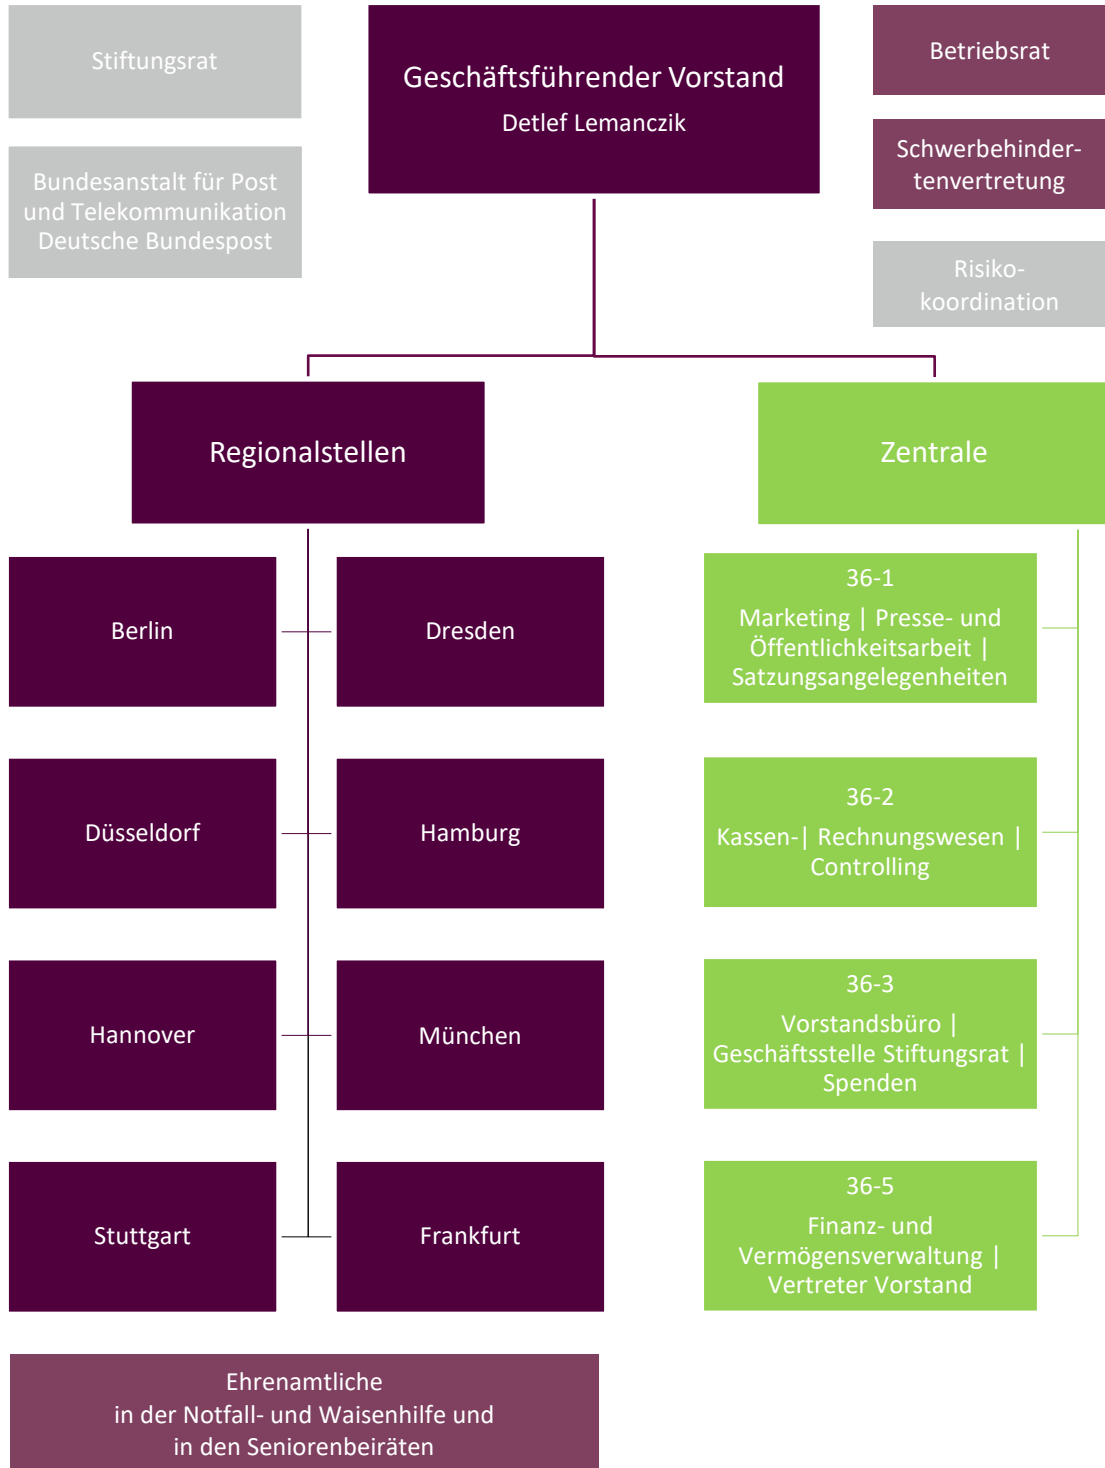 Stiftungsrat
Geschäftsführender Vorstand
Detlef Lemanczik
Betriebsrat
Bundesanstalt für Post
und Telekommunikation
Deutsche Bundespost
Schwerbehinder-
tenvertretung
Risiko-
koordination
Regionalstellen
Zentrale
Berlin
Dresden
36-1
Marketing | Presse- und
Öffentlichkeitsarbeit |
Satzungsangelegenheiten
Düsseldorf
Hamburg
36-2
Kassen-| Rechnungswesen |
Controlling
Hannover
München
36-3
Vorstandsbüro |
Geschäftsstelle Stiftungsrat |
Spenden
Stuttgart
Frankfurt
36-5
Finanz- und
Vermögensverwaltung |
Vertreter Vorstand
Ehrenamtliche
in der Notfall- und Waisenhilfe und
in den Seniorenbeiräten